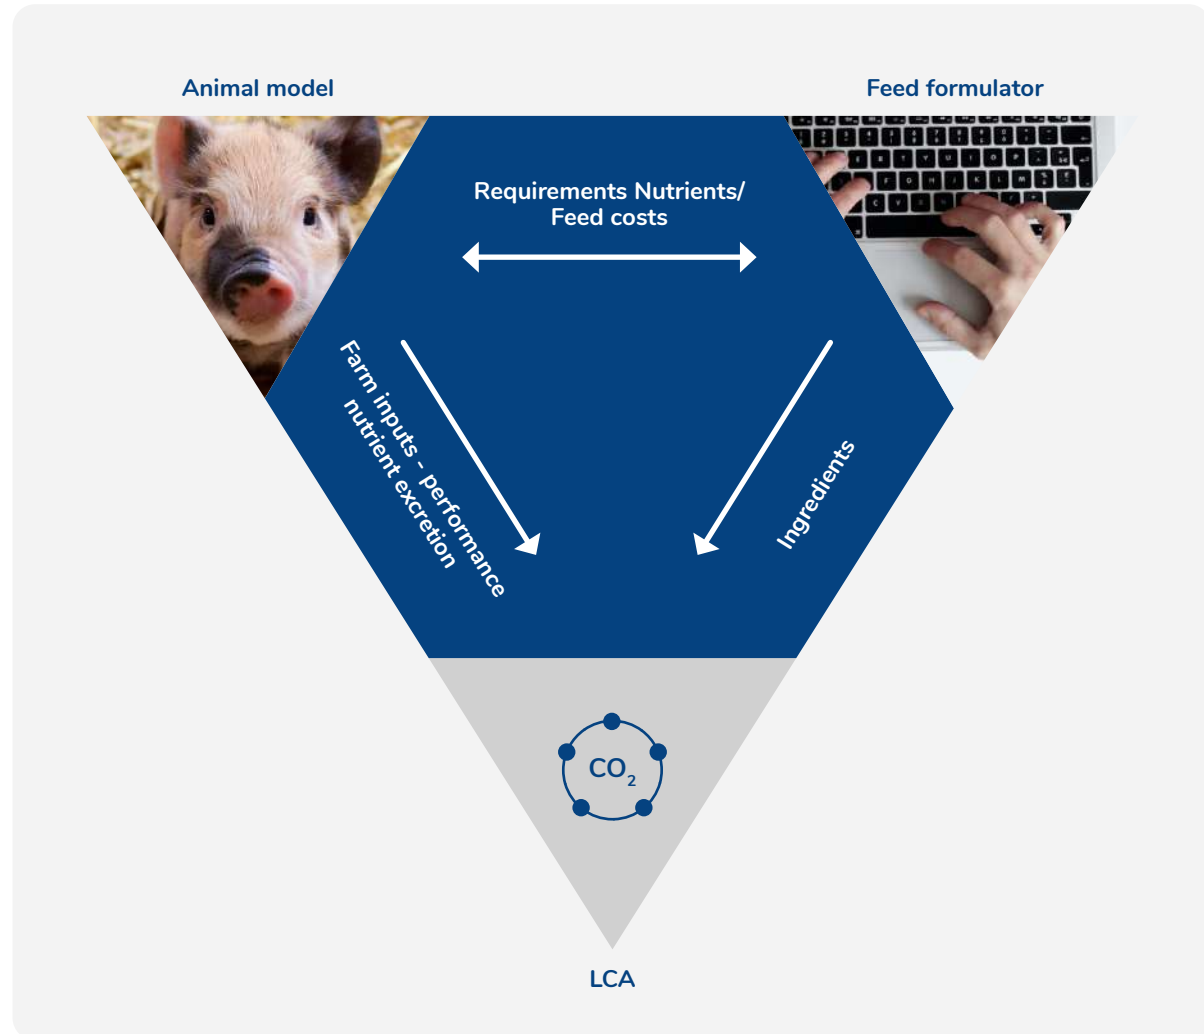 Animal model
Feed formulator
Requirements Nutrients/
Feed costs
Farm inputs - performance
nutrient excretion
Ingredients
CO₂
LCA